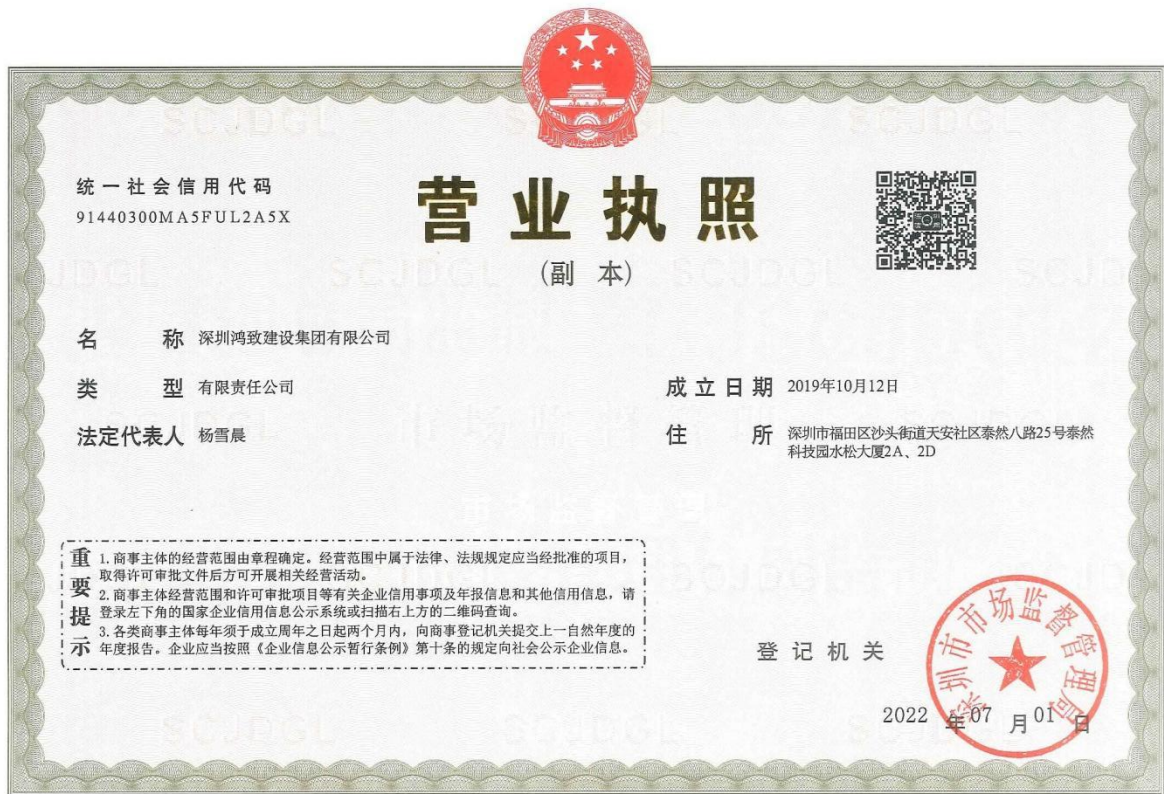 统一社会信用代码
91440300MA5FUL2A5X
营业执照
(副 本)
名 称 深圳鸿致建设集团有限公司
类 型 有限责任公司
成立日期 2019年10月12日
法定代表人 杨雪晨
住 所 深圳市福田区沙头街道天安社区泰然八路25号泰然
科技园水松大厦2A、2D
重要提示
1. 商事主体的经营范围由章程确定。经营范围中属于法律、法规规定应当经批准的项目，
取得许可审批文件后方可开展相关经营活动。
2. 商事主体经营范围和许可审批项目等有关企业信用事项及年报信息和其他信用信息，请
登录左下角的国家企业信用信息公示系统或扫描右上方的二维码查询。
3. 各类商事主体每年须于成立周年之日起两个月内，向商事登记机关提交上一自然年度的
年度报告。企业应当按照《企业信息公示暂行条例》第十条的规定向社会公示企业信息。
登记机关
深圳市市场监督管理局
2022 年 07 月 01 日
SCJDGL